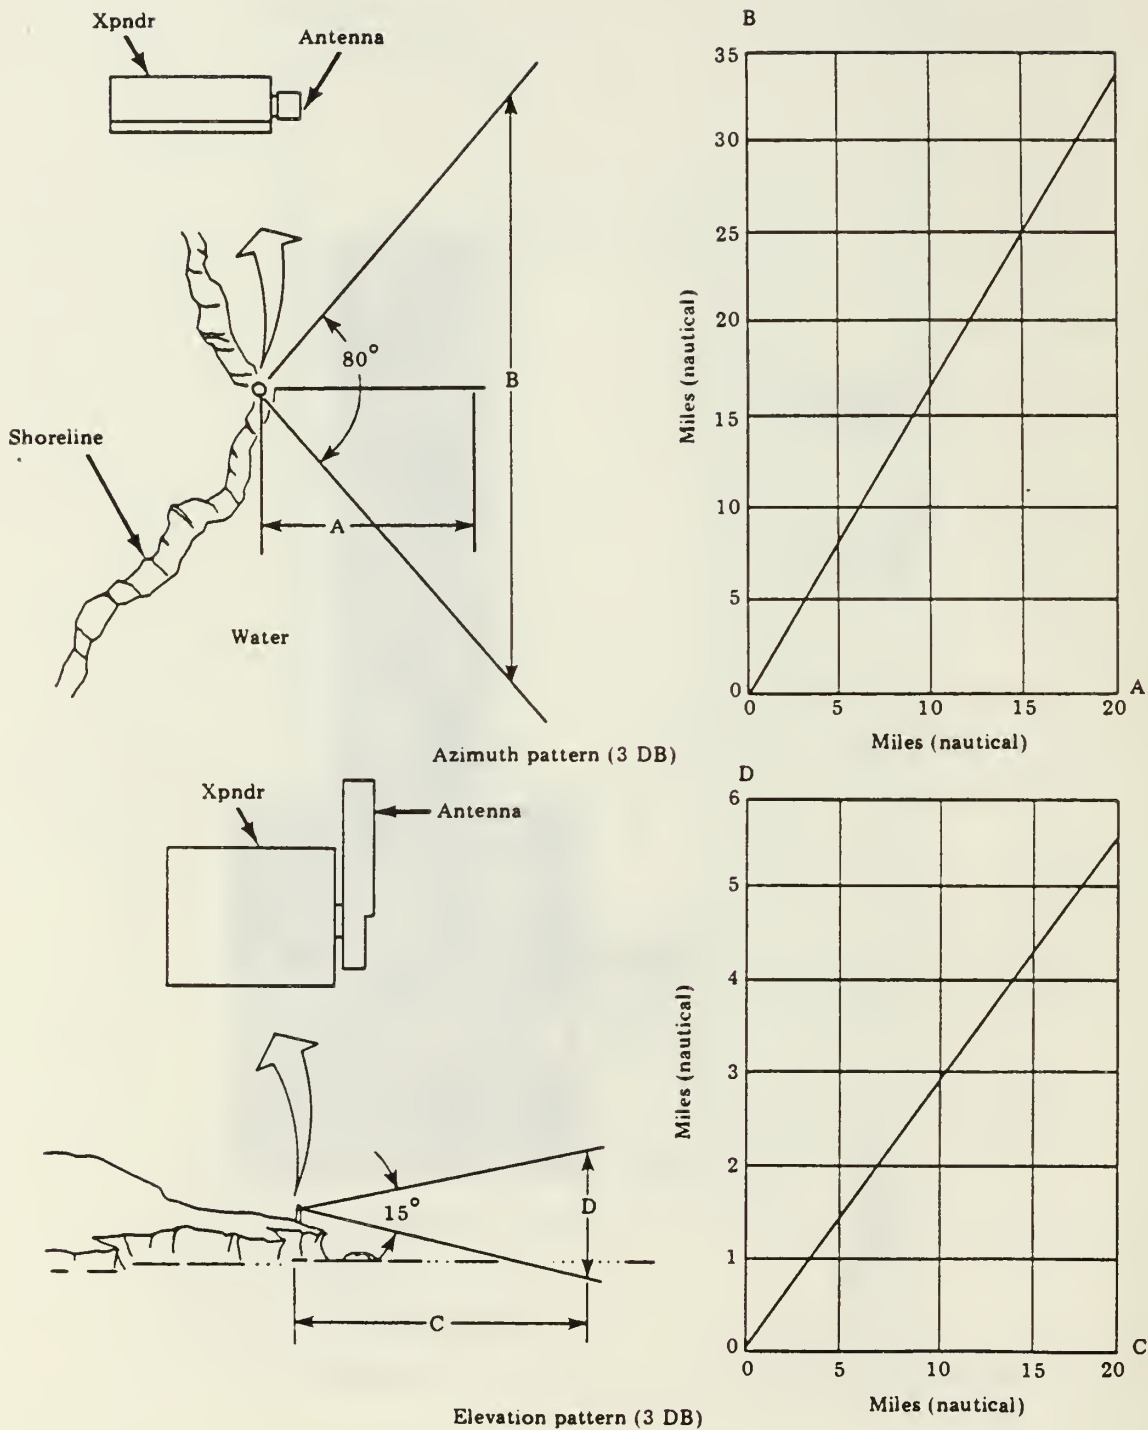 Xpndr
Antenna
80°
B
A
Shoreline
Water
Azimuth pattern (3 DB)
B
35
30
25
20
15
10
5
0
Miles (nautical)
0 5 10 15 20
A
Miles (nautical)
Xpndr
Antenna
15°
D
C
Elevation pattern (3 DB)
D
6
5
4
3
2
1
0
Miles (nautical)
0 5 10 15 20
C
Miles (nautical)